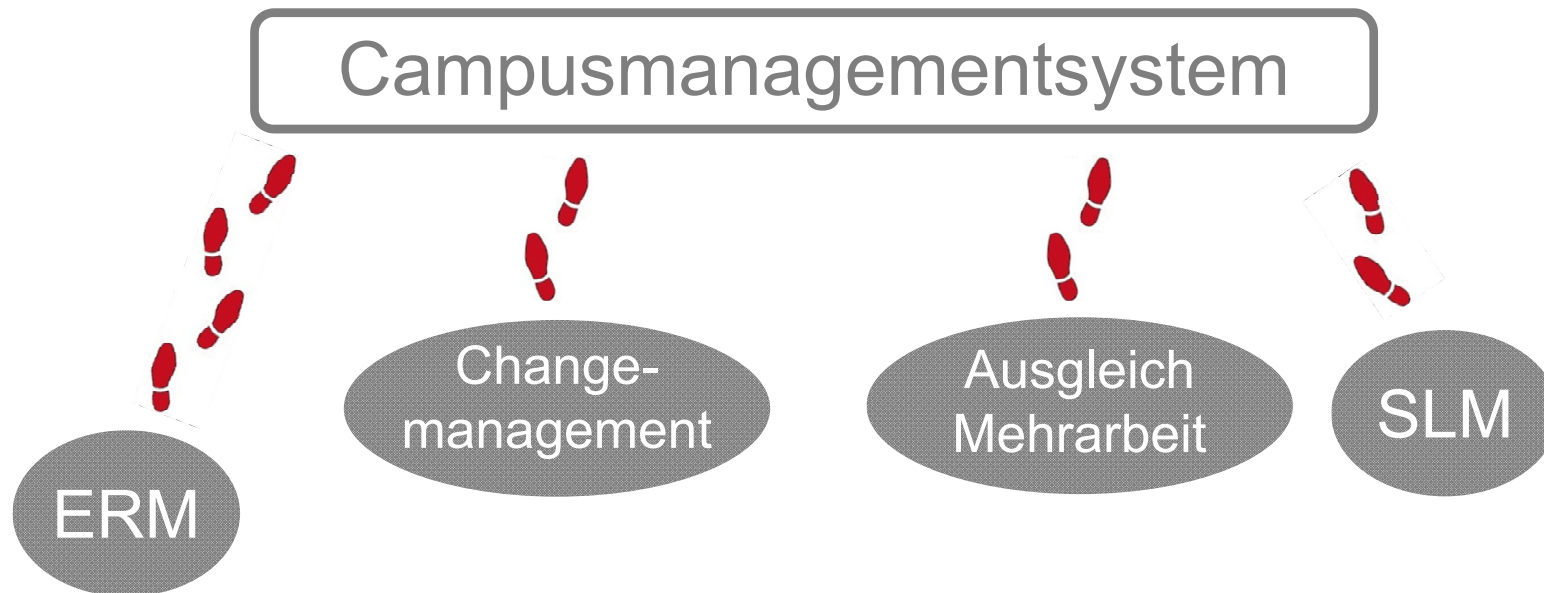 Campusmanagementsystem
Change-
management
Ausgleich
Mehrarbeit
SLM
ERM